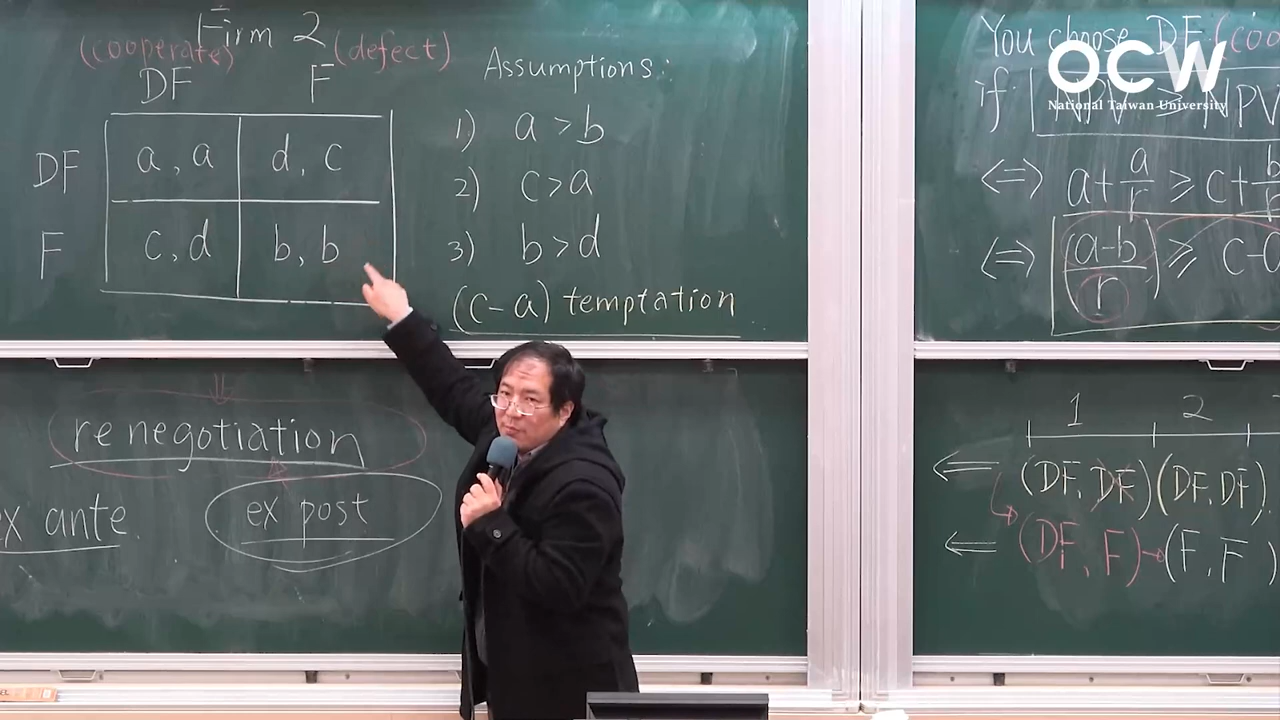 Firm 2
(cooperate) (defect)
DF F
DF a, a d, c
F c, d b, b
Assumptions:
1) a > b
2) c > a
3) b > d
(c - a) temptation
renegotiation
ex ante.
ex post
You choose DF
if NPV ≥ NPV
⇔ a + a/r ≥ c +
⇔ (a-b)/r ≥ c -
1 2
⇐ (DF, DF) (DF, DF)
⇐ (DF, F) → (F, F)
OCW
National Taiwan University